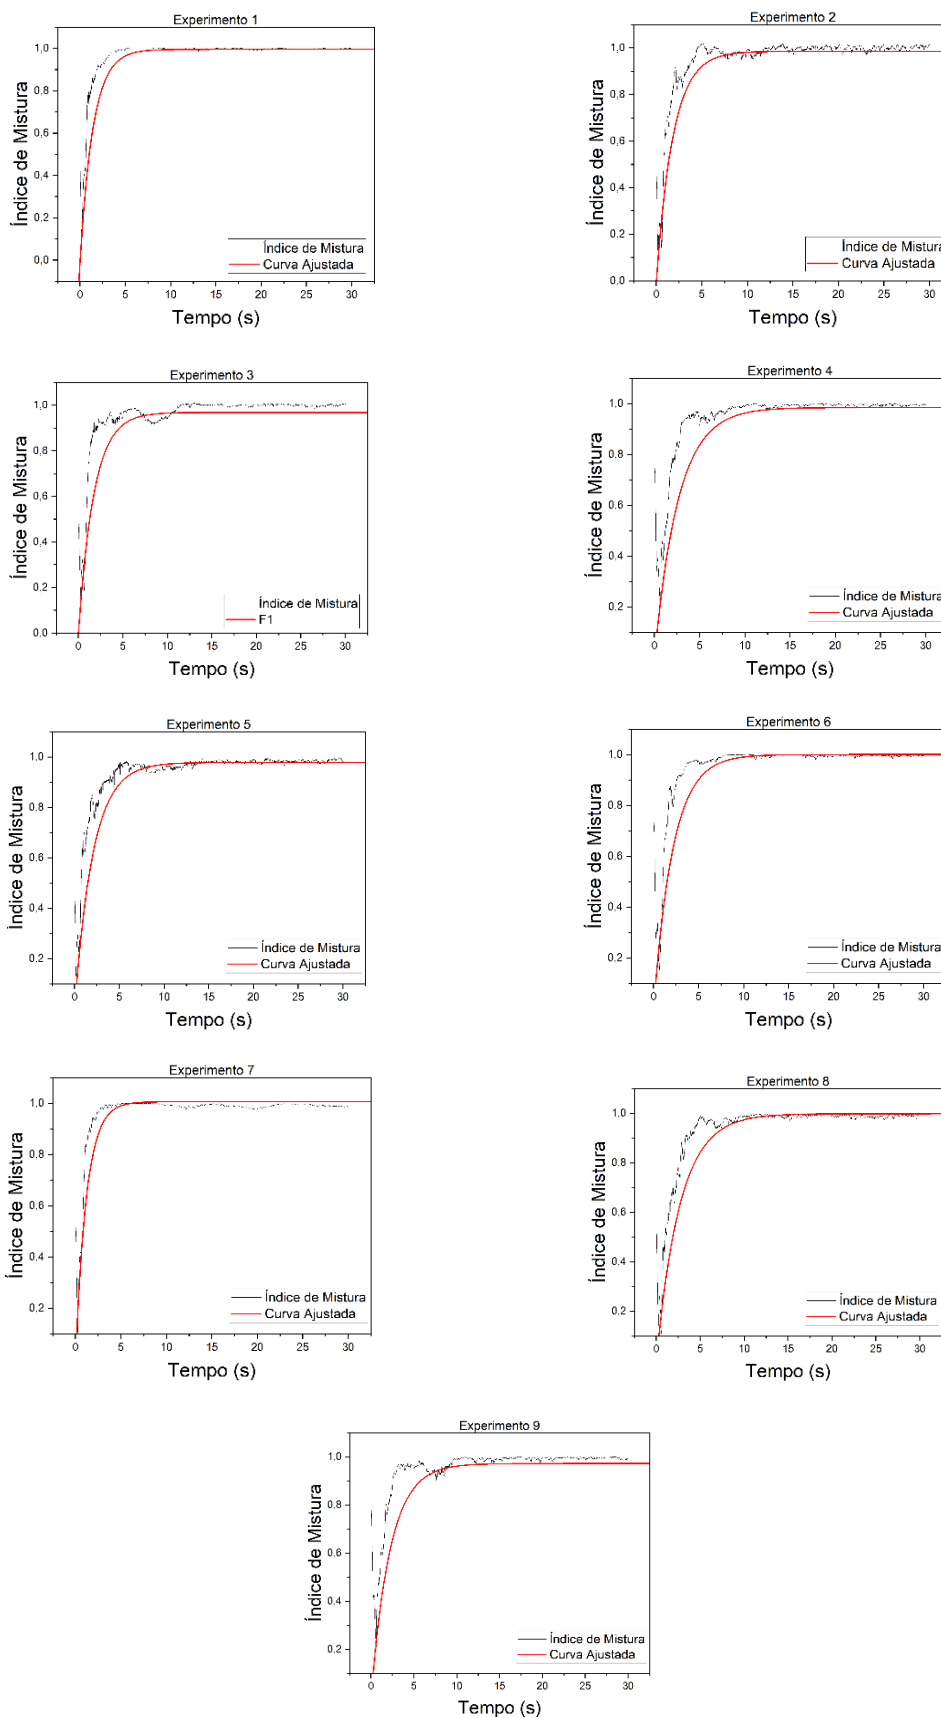 Experimento 1
Índice de Mistura
1,0
0,8
0,6
0,4
0,2
0,0
Índice de Mistura
Curva Ajustada
0 5 10 15 20 25 30
Tempo (s)
Experimento 2
Índice de Mistura
1,0
0,8
0,6
0,4
0,2
0,0
Índice de Mistura
Curva Ajustada
0 5 10 15 20 25 30
Tempo (s)
Experimento 3
Índice de Mistura
1,0
0,8
0,6
0,4
0,2
0,0
Índice de Mistura
F1
0 5 10 15 20 25 30
Tempo (s)
Experimento 4
Índice de Mistura
1,0
0,8
0,6
0,4
0,2
Índice de Mistura
Curva Ajustada
0 5 10 15 20 25 30
Tempo (s)
Experimento 5
Índice de Mistura
1,0
0,8
0,6
0,4
0,2
Índice de Mistura
Curva Ajustada
0 5 10 15 20 25 30
Tempo (s)
Experimento 6
Índice de Mistura
1,0
0,8
0,6
0,4
0,2
Índice de Mistura
Curva Ajustada
0 5 10 15 20 25 30
Tempo (s)
Experimento 7
Índice de Mistura
1,0
0,8
0,6
0,4
0,2
Índice de Mistura
Curva Ajustada
0 5 10 15 20 25 30
Tempo (s)
Experimento 8
Índice de Mistura
1,0
0,8
0,6
0,4
0,2
Índice de Mistura
Curva Ajustada
0 5 10 15 20 25 30
Tempo (s)
Experimento 9
Índice de Mistura
1,0
0,8
0,6
0,4
0,2
Índice de Mistura
Curva Ajustada
0 5 10 15 20 25 30
Tempo (s)